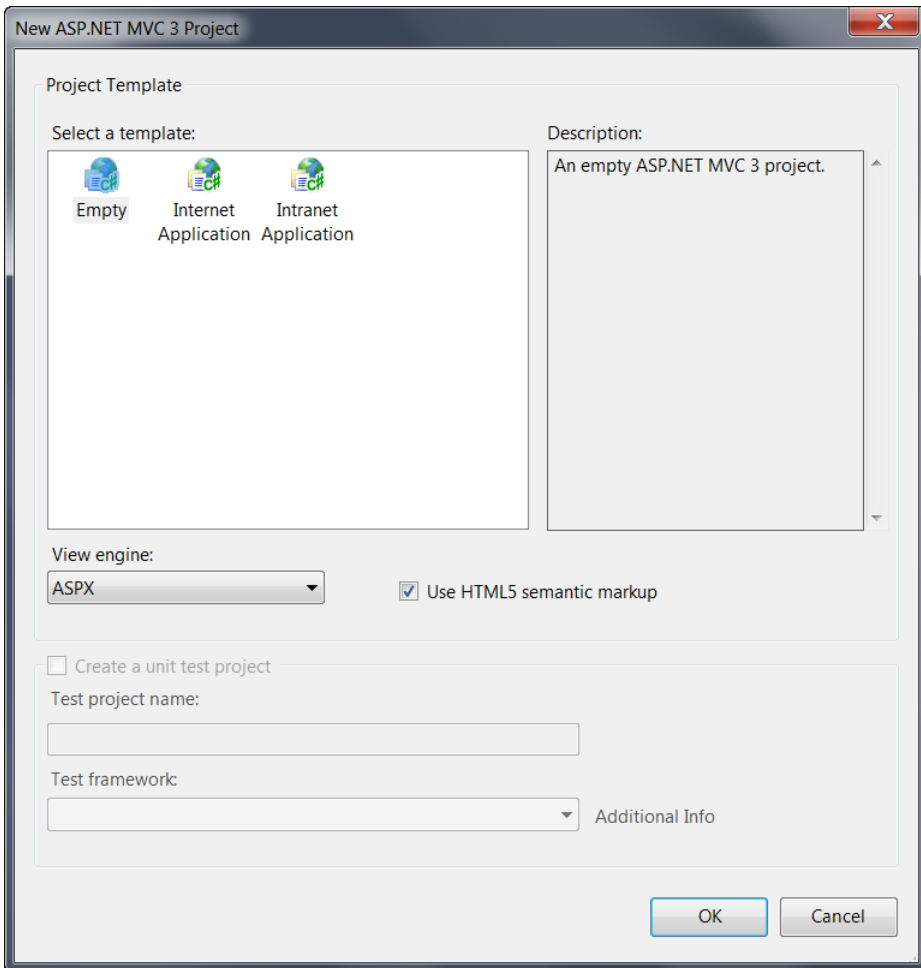 New ASP.NET MVC 3 Project
Project Template
Select a template:
Description:
Empty
Internet Application
Intranet Application
An empty ASP.NET MVC 3 project.
View engine:
ASPX
Use HTML5 semantic markup
Create a unit test project
Test project name:
Test framework:
Additional Info
OK
Cancel